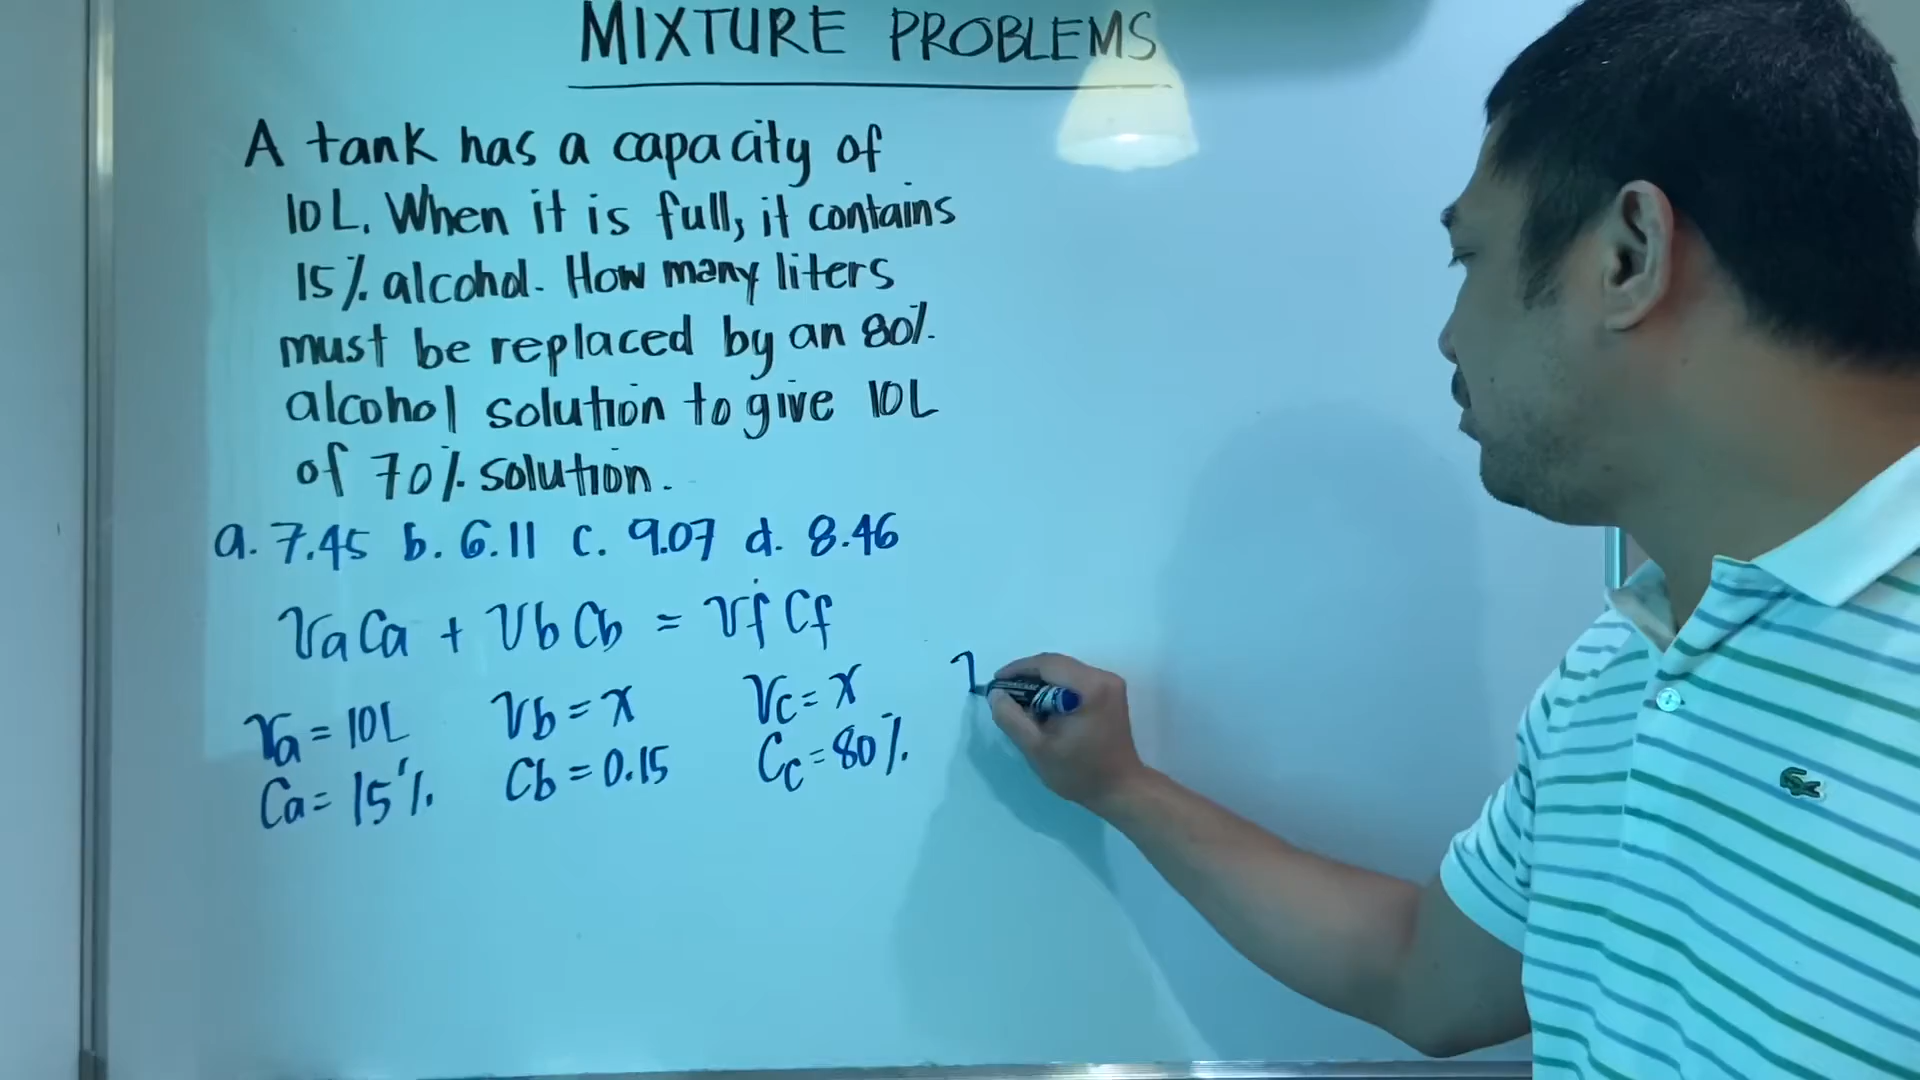 MIXTURE PROBLEMS
A tank has a capacity of
10L. When it is full, it contains
15% alcohol. How many liters
must be replaced by an 80%
alcohol solution to give 10L
of 70% solution.
a. 7.45 b. 6.11 c. 9.07 d. 8.46
VaCa + VbCb = VfCf
Va = 10L Vb = x Vc = x
Ca = 15% Cb = 0.15 Cc = 80%